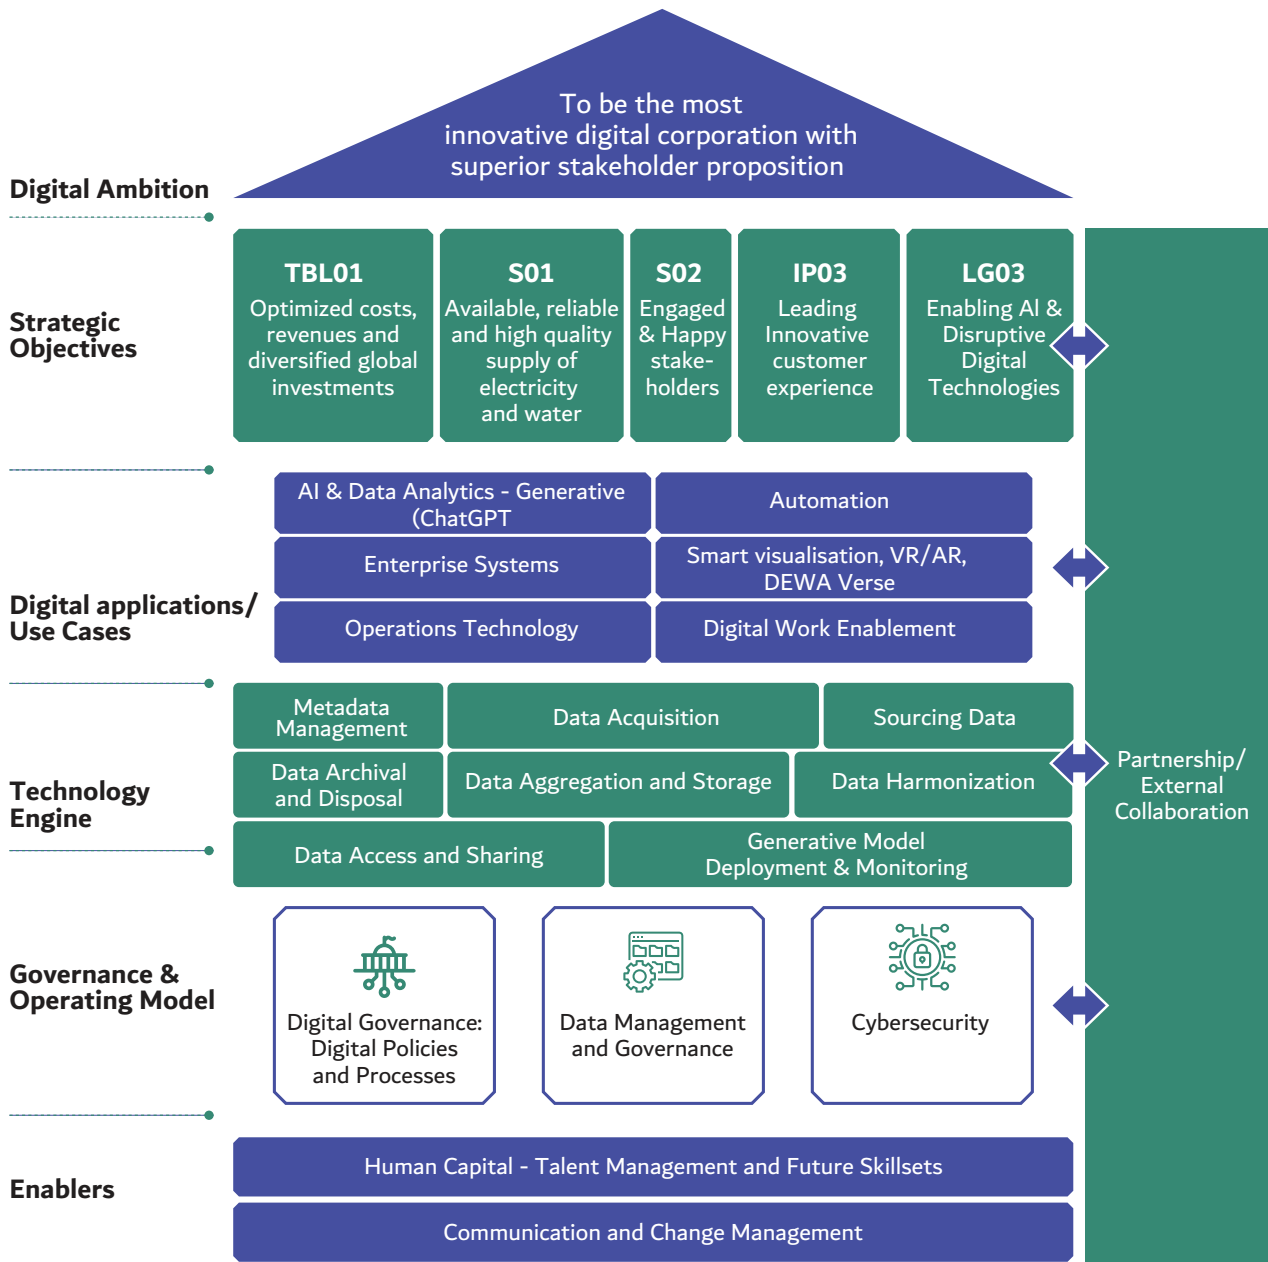 To be the most
innovative digital corporation with
superior stakeholder proposition
Digital Ambition
Strategic
Objectives
TBL01
Optimized costs,
revenues and
diversified global
investments
S01
Available, reliable
and high quality
supply of
electricity
and water
S02
Engaged
& Happy
stake-
holders
IP03
Leading
Innovative
customer
experience
LG03
Enabling AI &
Disruptive
Digital
Technologies
Digital applications/
Use Cases
AI & Data Analytics - Generative
(ChatGPT
Automation
Enterprise Systems
Smart visualisation, VR/AR,
DEWA Verse
Operations Technology
Digital Work Enablement
Technology
Engine
Metadata
Management
Data Acquisition
Sourcing Data
Data Archival
and Disposal
Data Aggregation and Storage
Data Harmonization
Data Access and Sharing
Generative Model
Deployment & Monitoring
Partnership/
External
Collaboration
Governance &
Operating Model
Digital Governance:
Digital Policies
and Processes
Data Management
and Governance
Cybersecurity
Enablers
Human Capital - Talent Management and Future Skillsets
Communication and Change Management